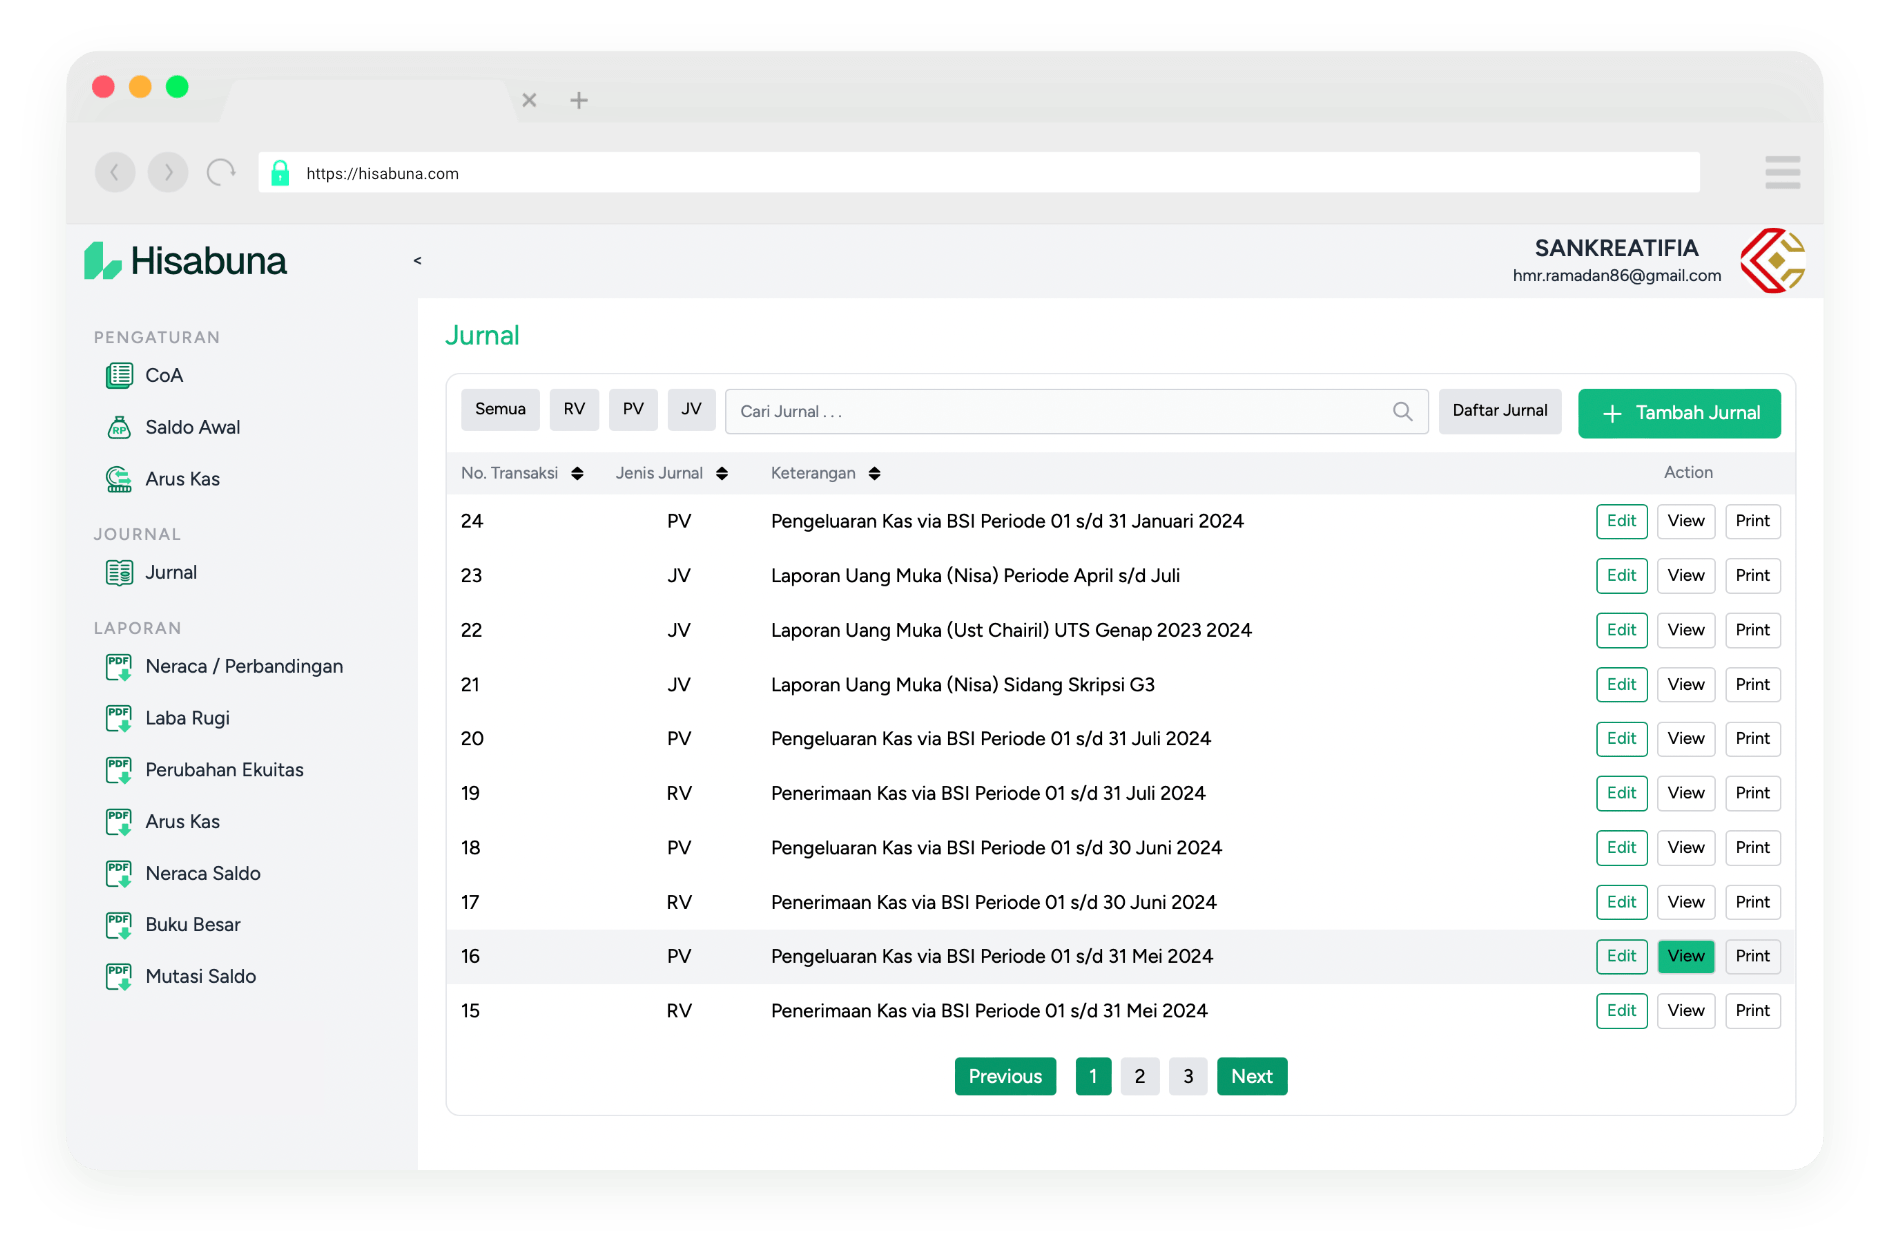 https://hisabuna.com
Hisabuna
<
SANKREATIFIA
hmr.ramadan86@gmail.com
PENGATURAN
CoA
RP
Saldo Awal
Arus Kas
JOURNAL
Jurnal
LAPORAN
PDF Neraca / Perbandingan
PDF Laba Rugi
PDF Perubahan Ekuitas
PDF Arus Kas
PDF Neraca Saldo
PDF Buku Besar
PDF Mutasi Saldo
Jurnal
Semua RV PV JV Cari Jurnal . . . Daftar Jurnal + Tambah Jurnal
No. Transaksi Jenis Jurnal Keterangan Action
24 PV Pengeluaran Kas via BSI Periode 01 s/d 31 Januari 2024 Edit View Print
23 JV Laporan Uang Muka (Nisa) Periode April s/d Juli Edit View Print
22 JV Laporan Uang Muka (Ust Chairil) UTS Genap 2023 2024 Edit View Print
21 JV Laporan Uang Muka (Nisa) Sidang Skripsi G3 Edit View Print
20 PV Pengeluaran Kas via BSI Periode 01 s/d 31 Juli 2024 Edit View Print
19 RV Penerimaan Kas via BSI Periode 01 s/d 31 Juli 2024 Edit View Print
18 PV Pengeluaran Kas via BSI Periode 01 s/d 30 Juni 2024 Edit View Print
17 RV Penerimaan Kas via BSI Periode 01 s/d 30 Juni 2024 Edit View Print
16 PV Pengeluaran Kas via BSI Periode 01 s/d 31 Mei 2024 Edit View Print
15 RV Penerimaan Kas via BSI Periode 01 s/d 31 Mei 2024 Edit View Print
Previous 1 2 3 Next